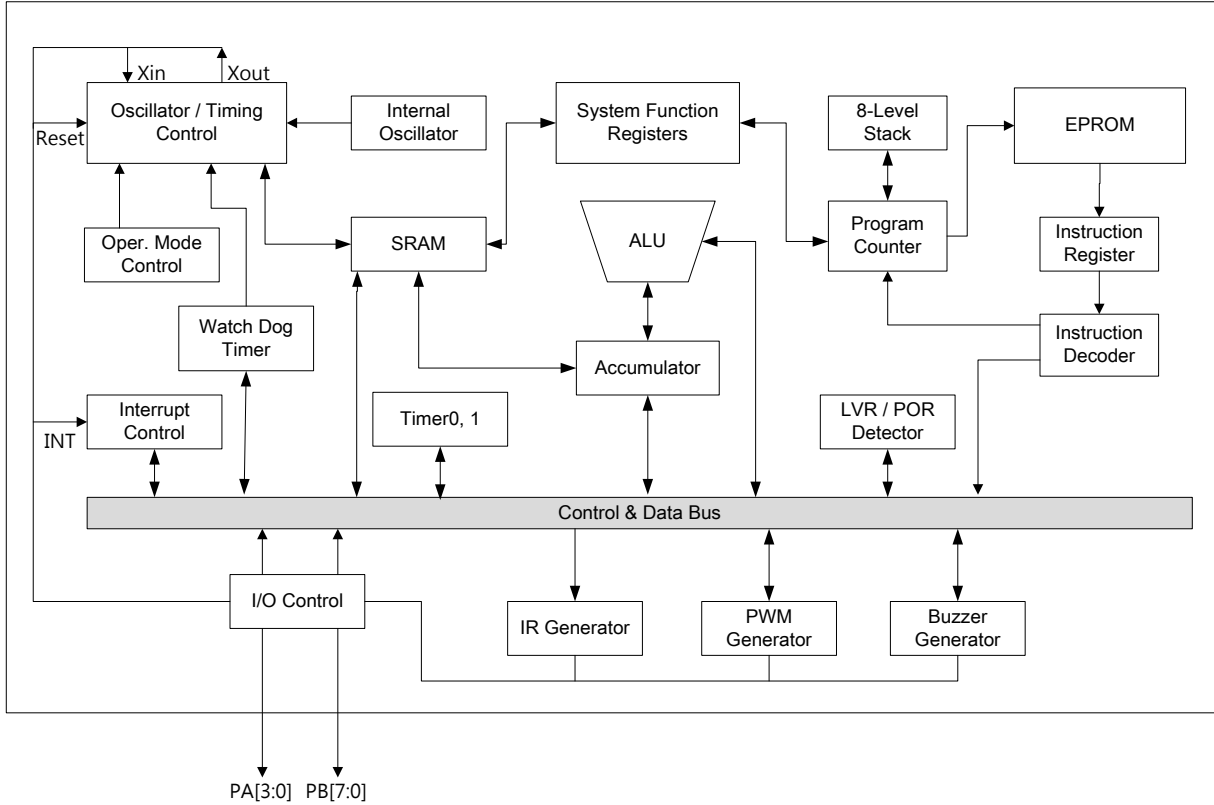 Xin
Xout
Oscillator / Timing
Control
Reset
Internal
Oscillator
System Function
Registers
8-Level
Stack
EPROM
Oper. Mode
Control
SRAM
ALU
Program
Counter
Instruction
Register
Watch Dog
Timer
Accumulator
Instruction
Decoder
Interrupt
Control
INT
Timer0, 1
LVR / POR
Detector
Control & Data Bus
I/O Control
IR Generator
PWM
Generator
Buzzer
Generator
PA[3:0]
PB[7:0]